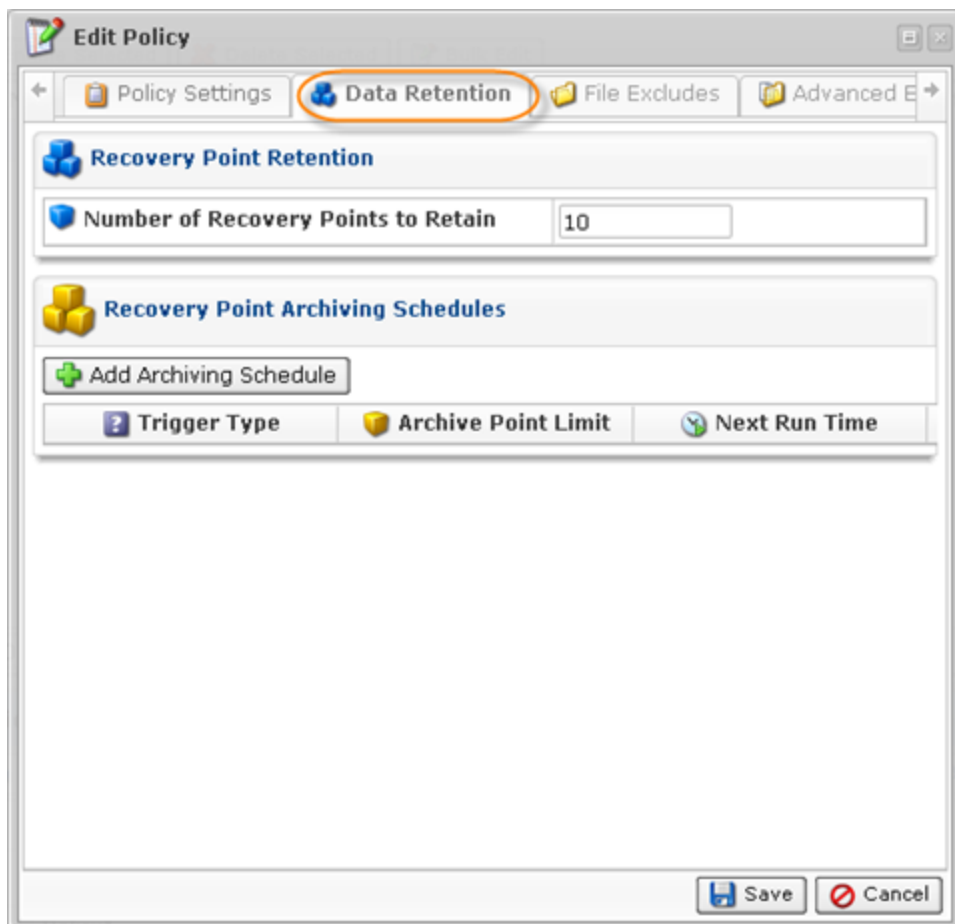 Edit Policy
Policy Settings
Data Retention
File Excludes
Advanced E
Recovery Point Retention
Number of Recovery Points to Retain
10
Recovery Point Archiving Schedules
Add Archiving Schedule
Trigger Type
Archive Point Limit
Next Run Time
Save
Cancel